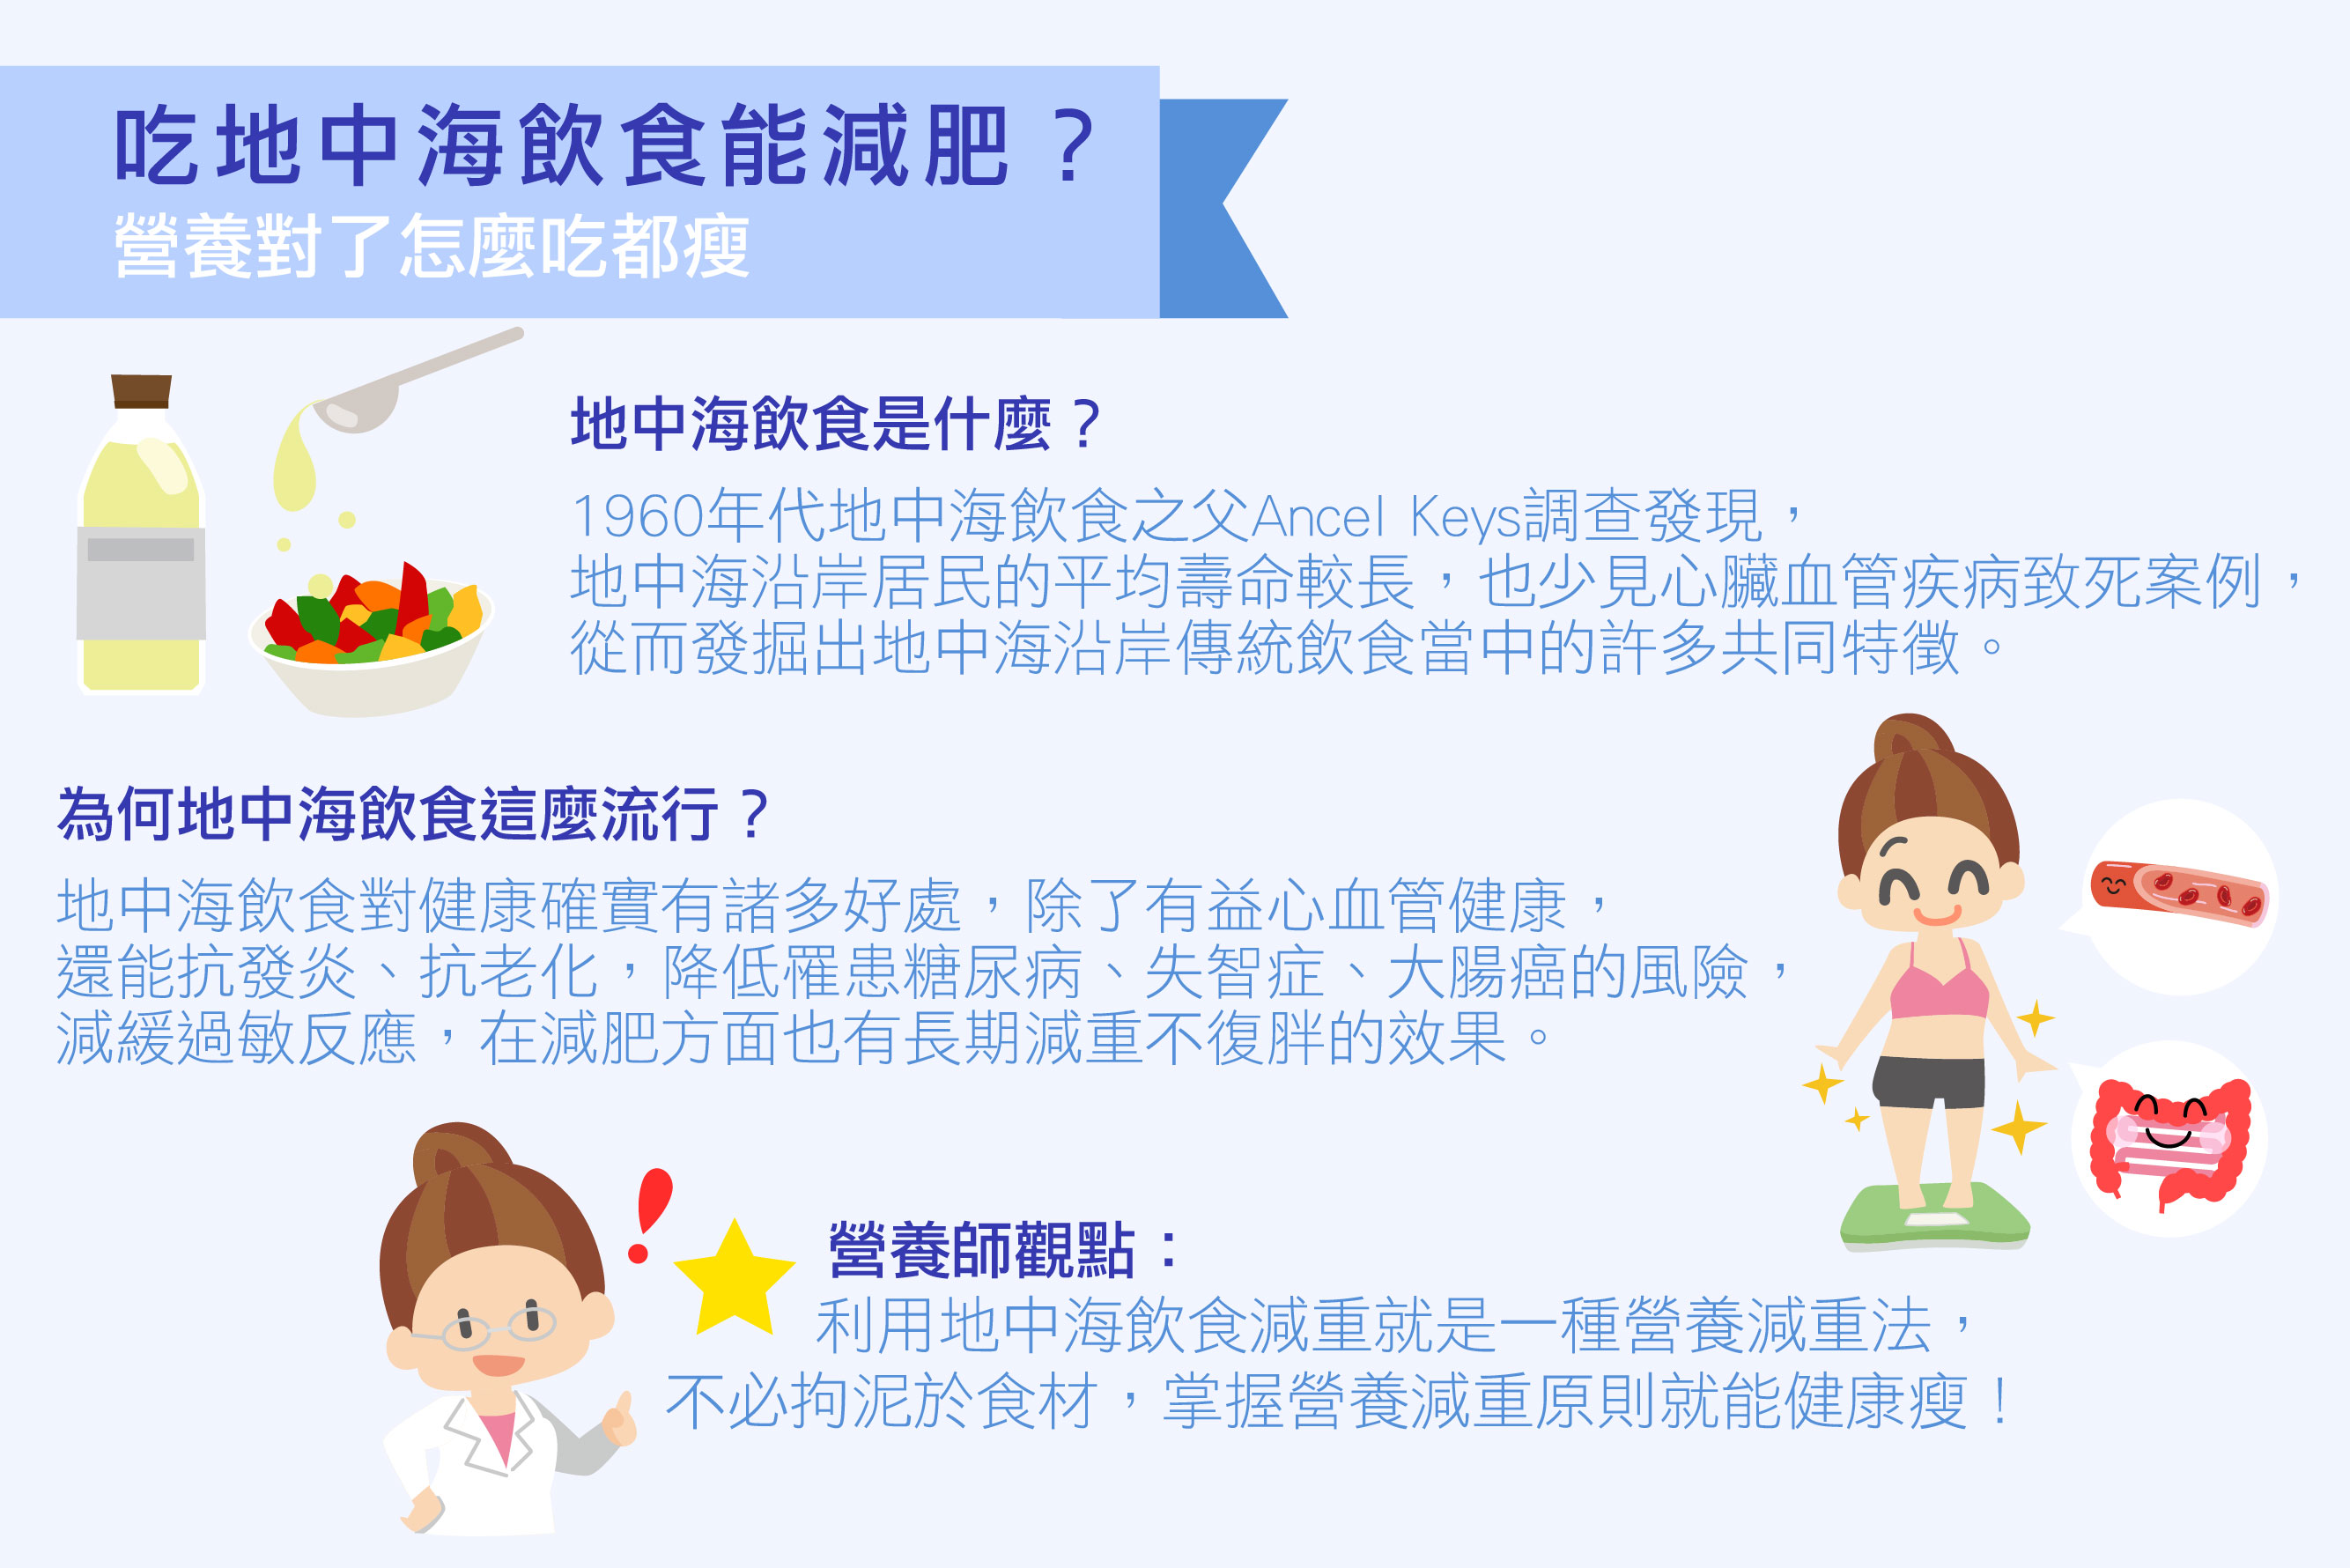 吃地中海飲食能減肥？
營養對了怎麼吃都瘦
地中海飲食是什麼？
1960年代地中海飲食之父Ancel Keys調查發現，
地中海沿岸居民的平均壽命較長，也少見心臟血管疾病致死案例，
從而發掘出地中海沿岸傳統飲食當中的許多共同特徵。
為何地中海飲食這麼流行？
地中海飲食對健康確實有諸多好處，除了有益心血管健康，
還能抗發炎、抗老化，降低罹患糖尿病、失智症、大腸癌的風險，
減緩過敏反應，在減肥方面也有長期減重不復胖的效果。
營養師觀點：
利用地中海飲食減重就是一種營養減重法，
不必拘泥於食材，掌握營養減重原則就能健康瘦！